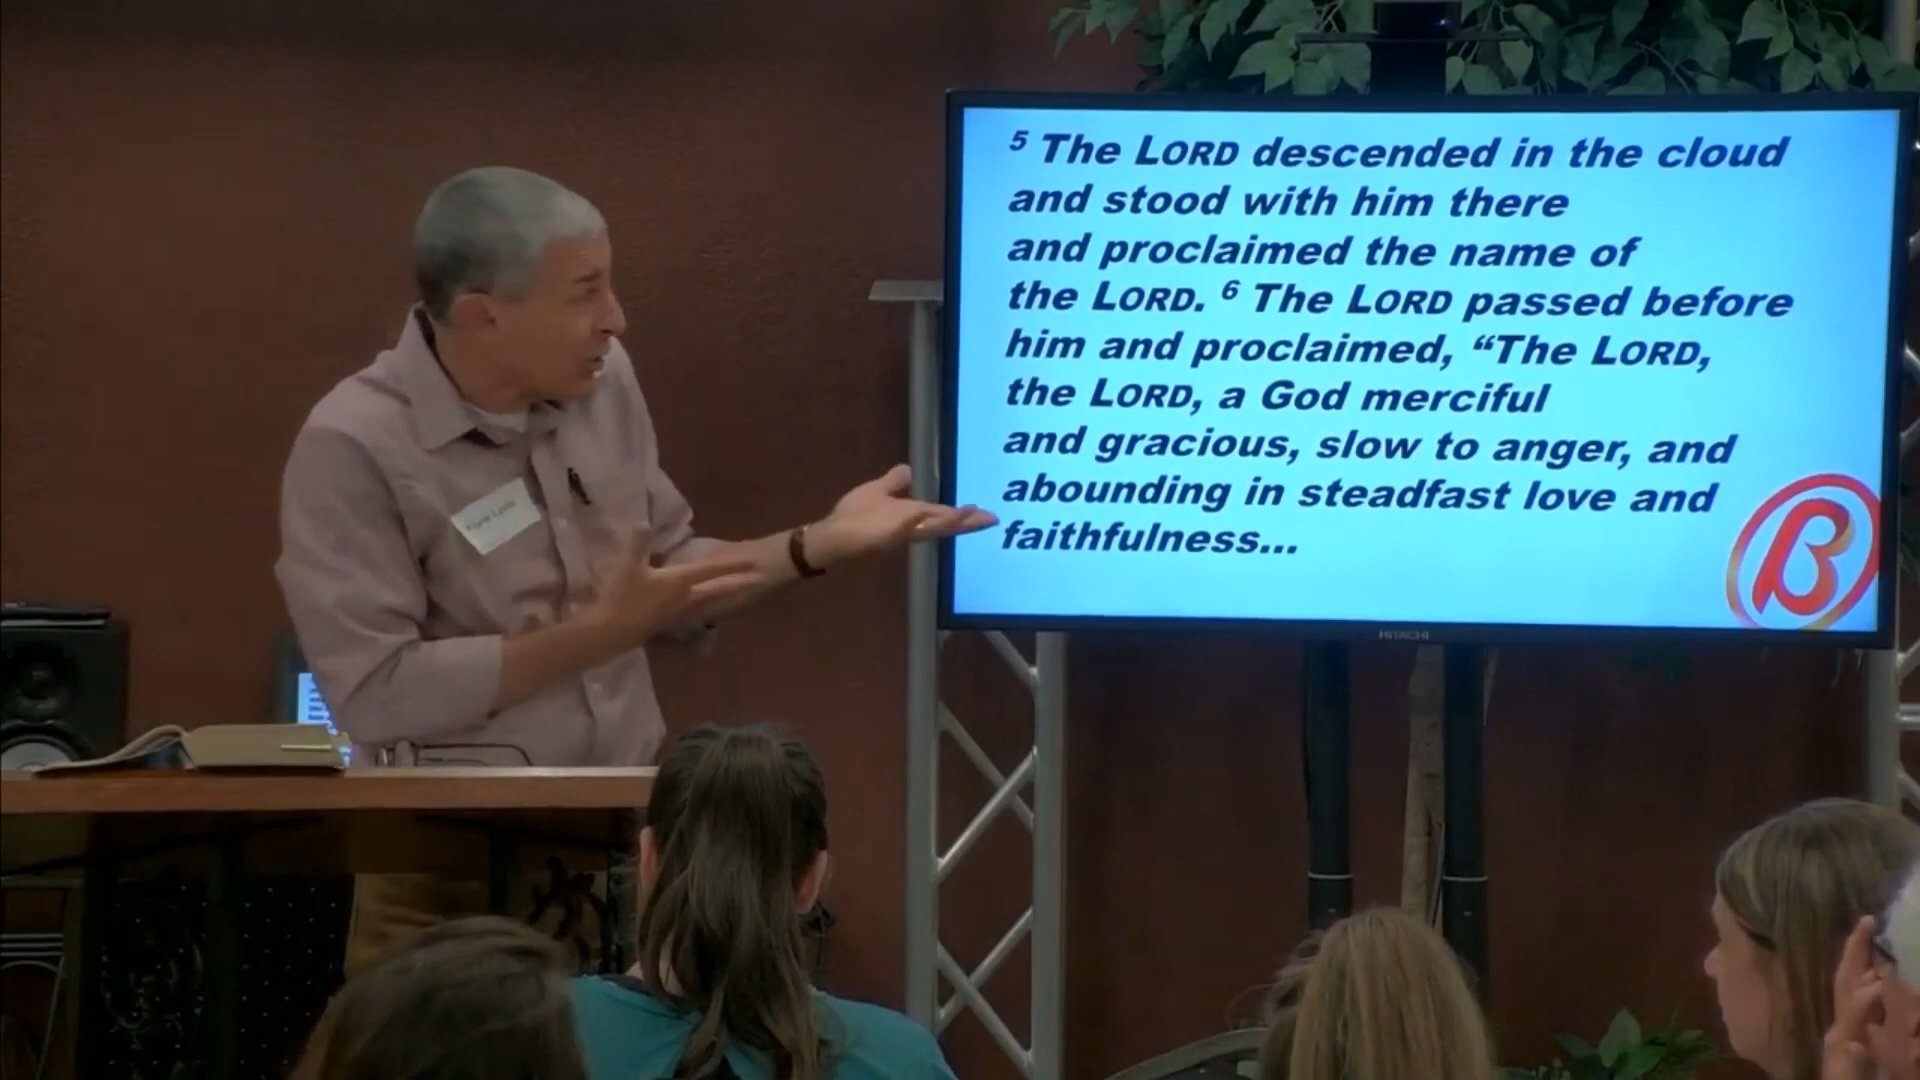 ⁵ The LORD descended in the cloud
and stood with him there
and proclaimed the name of
the LORD. ⁶ The LORD passed before
him and proclaimed, “The LORD,
the LORD, a God merciful
and gracious, slow to anger, and
abounding in steadfast love and
faithfulness...
HITACHI